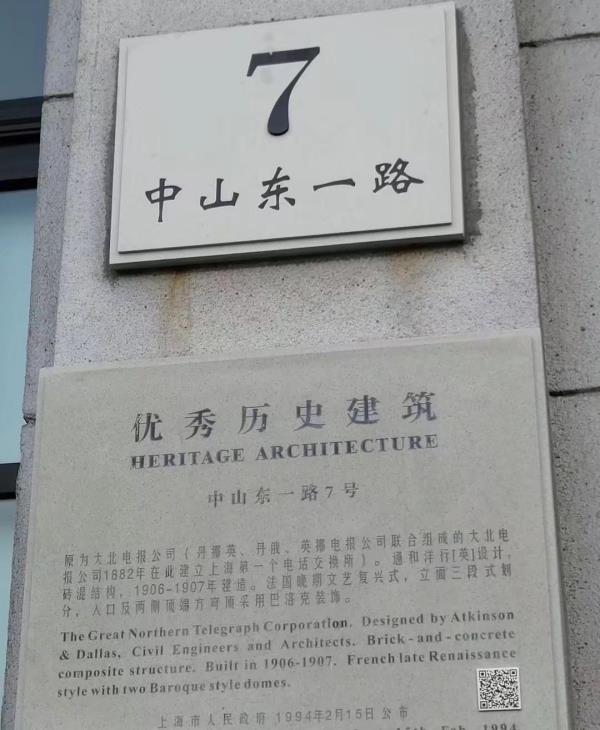 7
中山东一路
优秀历史建筑
HERITAGE ARCHITECTURE
中山东一路7号
原为大北电报公司（丹挪英、丹俄、英挪电报公司联合组成的大北电
报公司1882年在此建立上海第一个电话交换所）。通和洋行[英]设计，
砖混结构，1906-1907年建造。法国晚期文艺复兴式，立面三段式划
分，入口及两侧顶端方穹顶采用巴洛克装饰。
The Great Northern Telegraph Corporation. Designed by Atkinson
& Dallas, Civil Engineers and Architects. Brick-and-concrete
composite structure. Built in 1906-1907. French late Renaissance
style with two Baroque style domes.
上海市人民政府 1994年2月15日公布
15th Feb. 1994